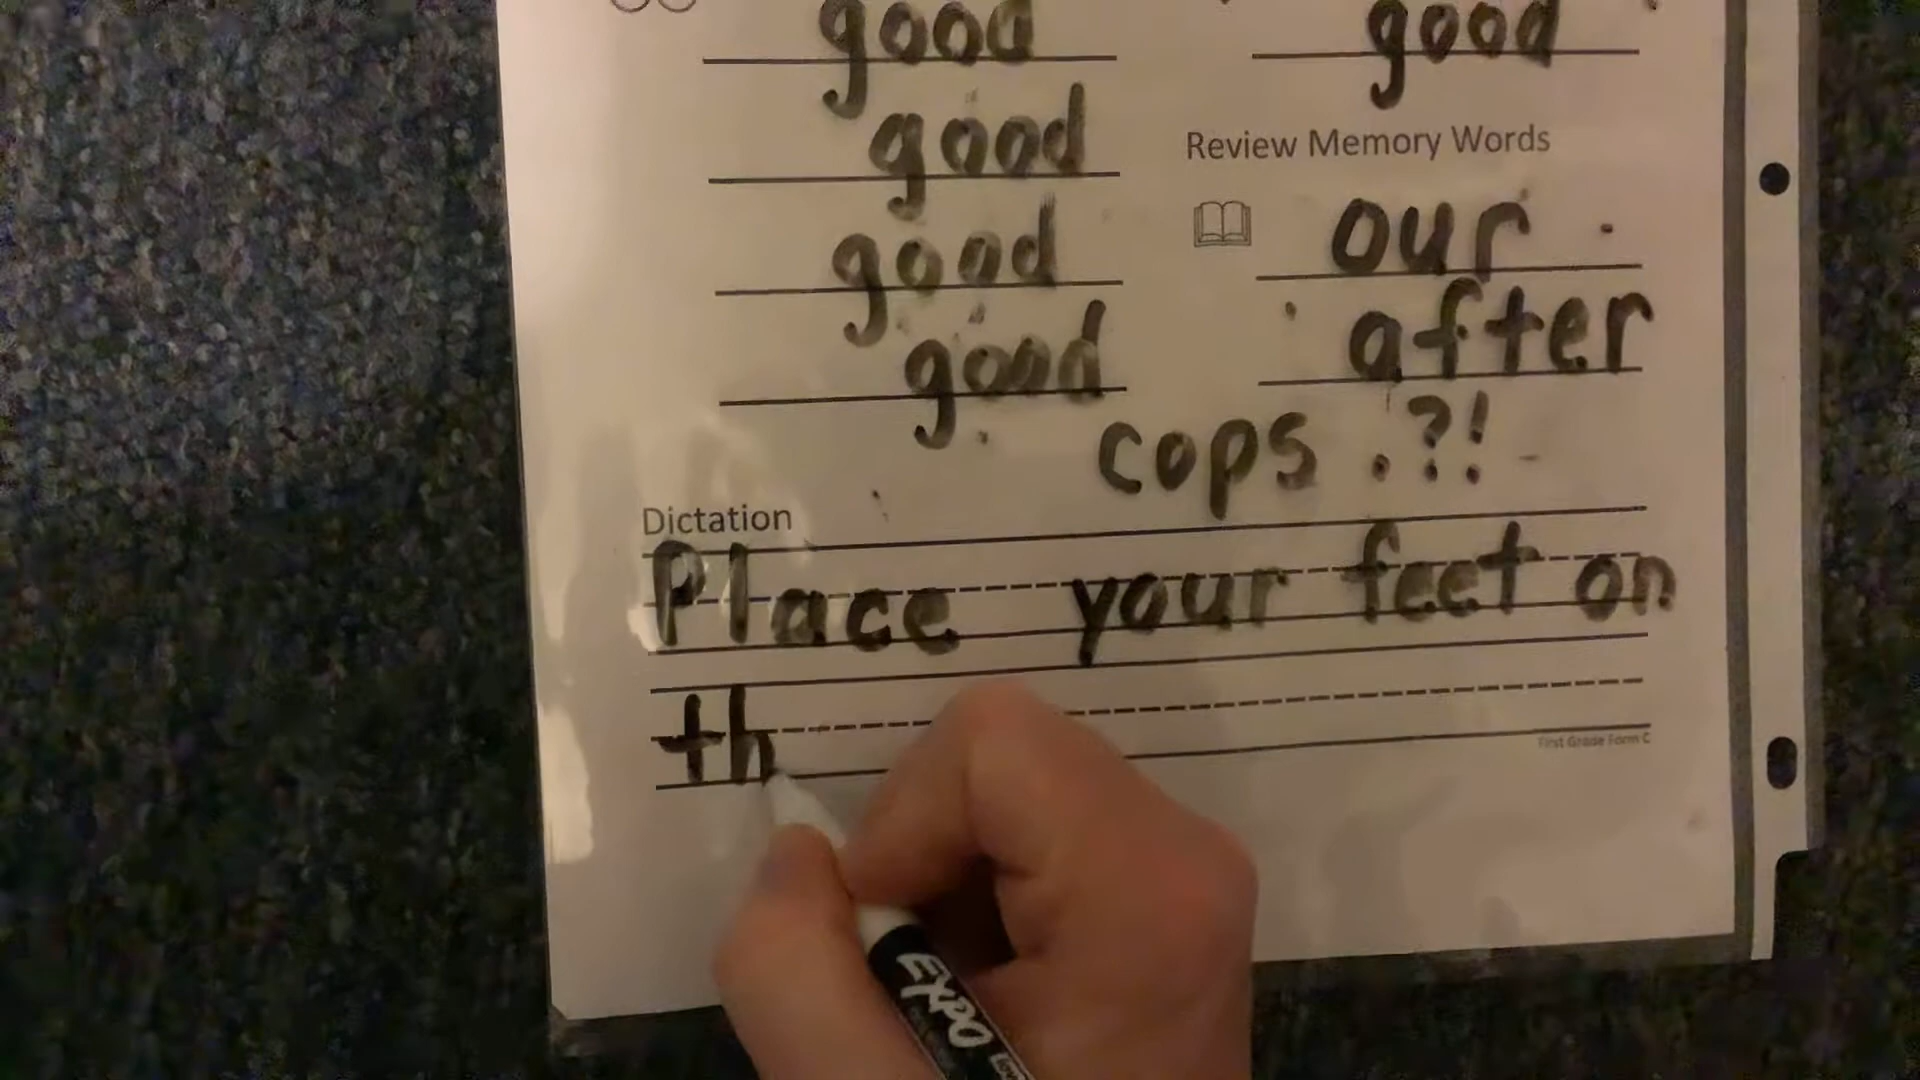 good
good
good
good
good
Review Memory Words
our
after
cops .?!
Dictation
Place your feet on
th
First Grade Form C
EXPO